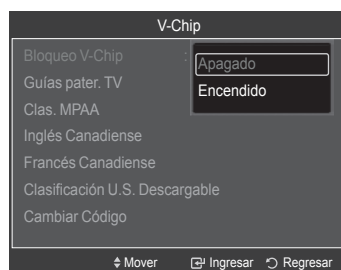 V-Chip
Bloqueo V-Chip : Apagado
Encendido
Guías pater. TV
Clas. MPAA
Inglés Canadiense
Francés Canadiense
Clasificación U.S. Descargable
Cambiar Código
Mover Ingresar Regresar